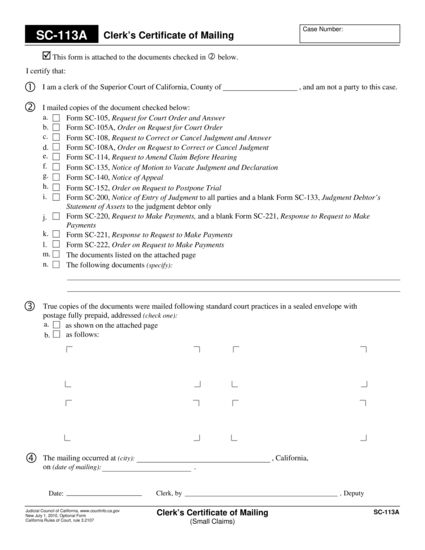 SC-113A Clerk's Certificate of Mailing
Case Number:
This form is attached to the documents checked in ② below.
I certify that:
① I am a clerk of the Superior Court of California, County of ____________________ , and am not a party to this case.
② I mailed copies of the document checked below:
a. Form SC-105, Request for Court Order and Answer
b. Form SC-105A, Order on Request for Court Order
c. Form SC-108, Request to Correct or Cancel Judgment and Answer
d. Form SC-108A, Order on Request to Correct or Cancel Judgment
e. Form SC-114, Request to Amend Claim Before Hearing
f. Form SC-135, Notice of Motion to Vacate Judgment and Declaration
g. Form SC-140, Notice of Appeal
h. Form SC-152, Order on Request to Postpone Trial
i. Form SC-200, Notice of Entry of Judgment to all parties and a blank Form SC-133, Judgment Debtor's
Statement of Assets to the judgment debtor only
j. Form SC-220, Request to Make Payments, and a blank Form SC-221, Response to Request to Make
Payments
k. Form SC-221, Response to Request to Make Payments
l. Form SC-222, Order on Request to Make Payments
m. The documents listed on the attached page
n. The following documents (specify):
③ True copies of the documents were mailed following standard court practices in a sealed envelope with
postage fully prepaid, addressed (check one):
a. as shown on the attached page
b. as follows:
④ The mailing occurred at (city): ____________________ , California,
on (date of mailing): ____________________ .
Date: ____________________ Clerk, by ____________________ , Deputy
Judicial Council of California, www.courtinfo.ca.gov
New July 1, 2010, Optional Form
California Rules of Court, rule 3.2107
Clerk's Certificate of Mailing
(Small Claims)
SC-113A